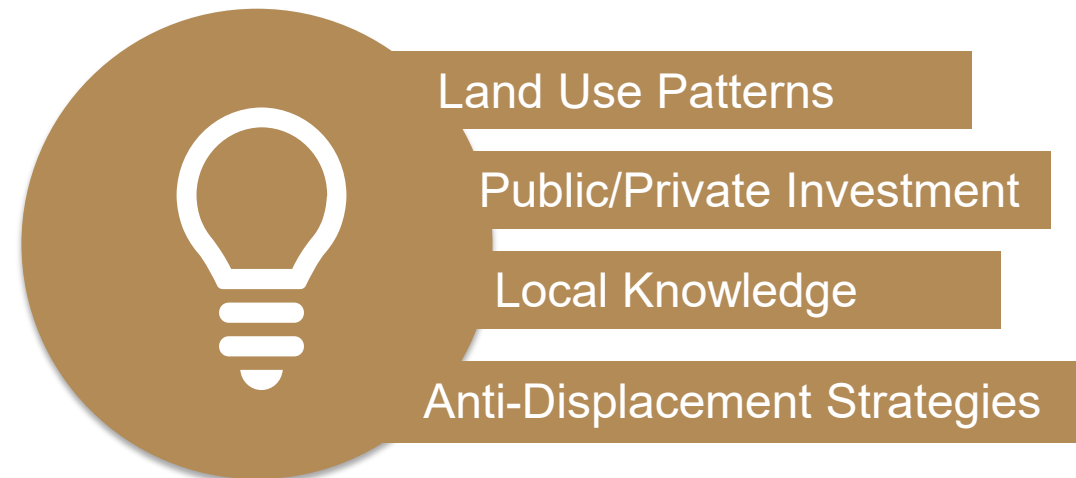 Land Use Patterns
Public/Private Investment
Local Knowledge
Anti-Displacement Strategies